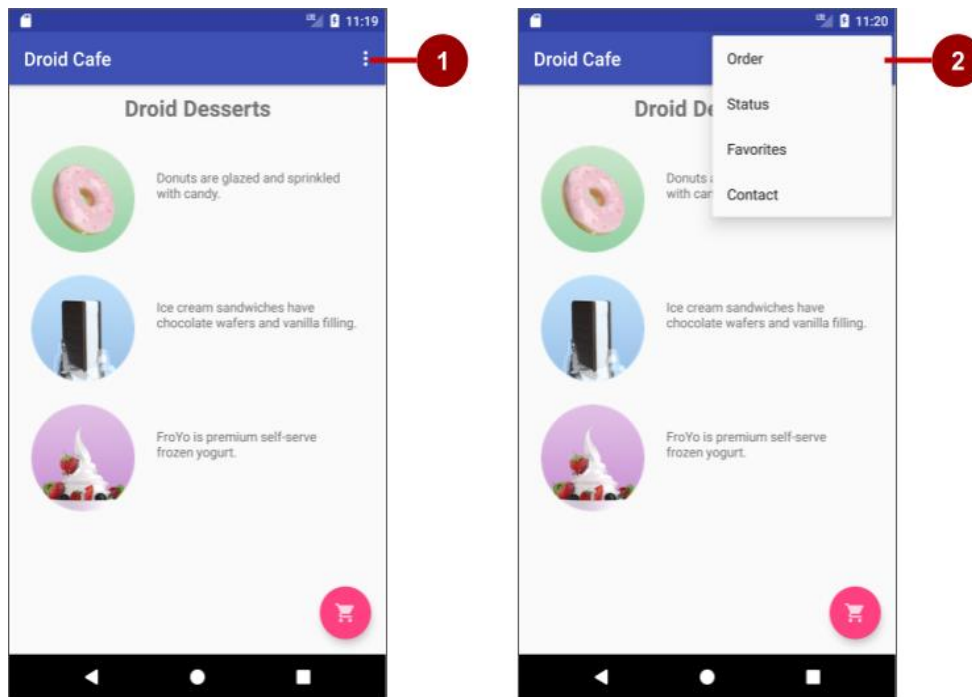 LTE 11:19
Droid Cafe
1
Droid Desserts
Donuts are glazed and sprinkled
with candy.
Ice cream sandwiches have
chocolate wafers and vanilla filling.
FroYo is premium self-serve
frozen yogurt.
LTE 11:20
Droid Cafe
Order
2
Status
Favorites
Contact
Droid De
Donuts
with car
Ice cream sandwiches have
chocolate wafers and vanilla filling.
FroYo is premium self-serve
frozen yogurt.